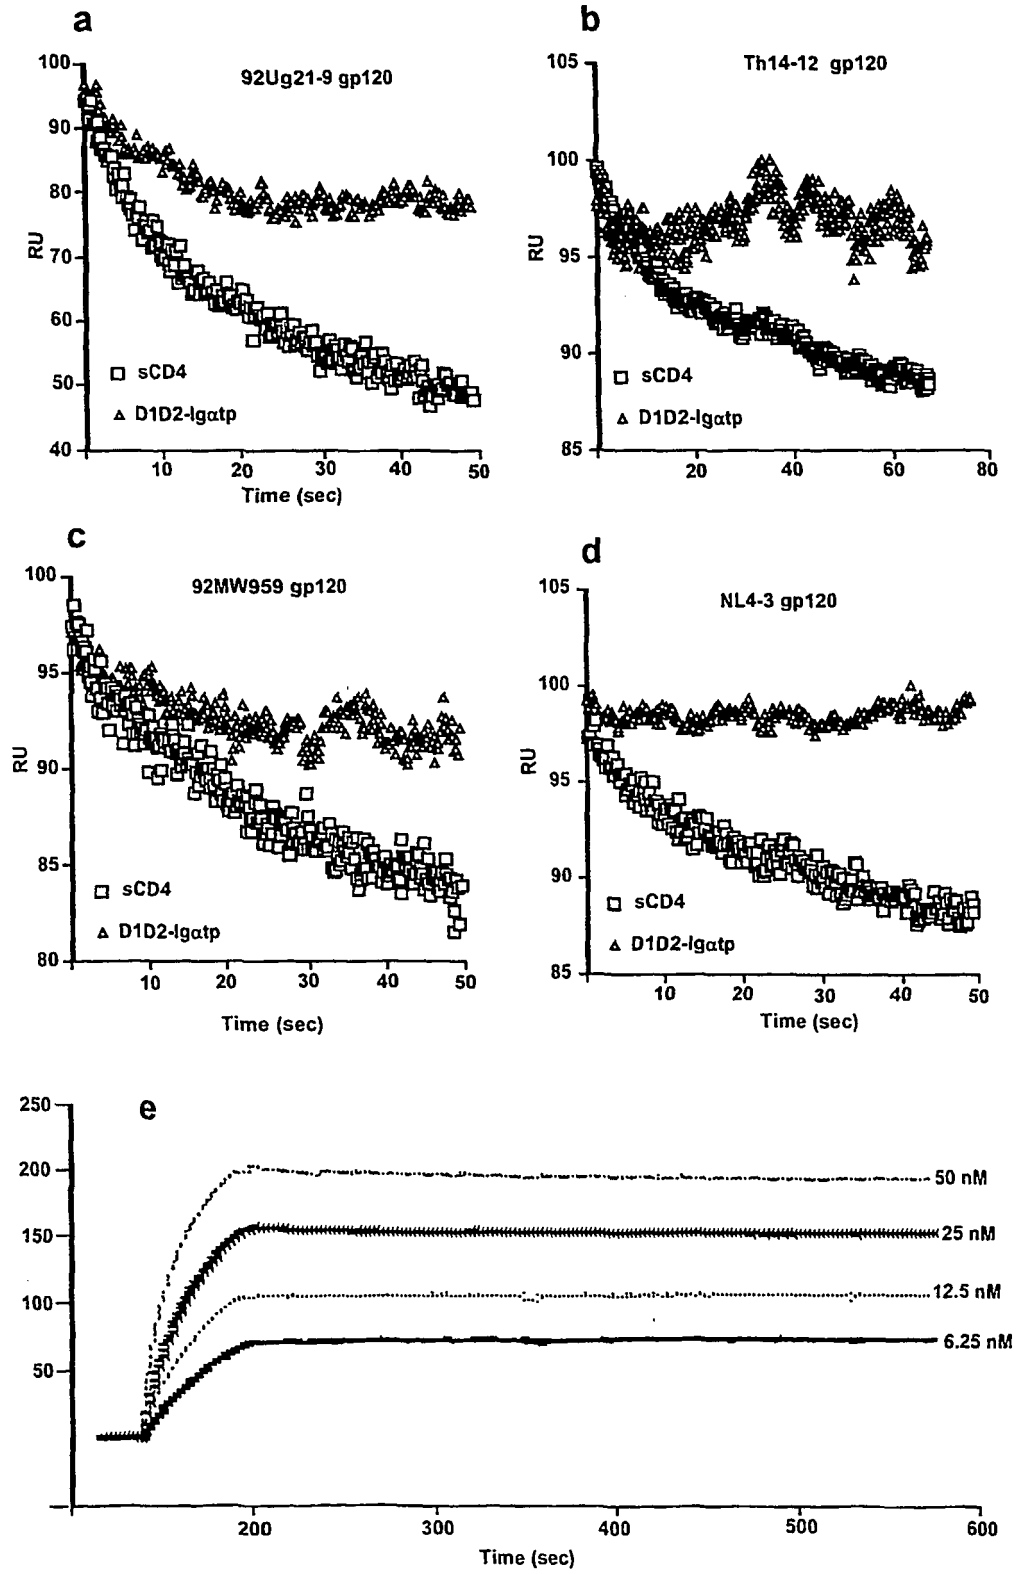 a
92Ug21-9 gp120
100
90
80
70
60
50
40
RU
sCD4
D1D2-Igαtp
10 20 30 40 50
Time (sec)
b
Th14-12 gp120
105
100
95
90
85
RU
sCD4
D1D2-Igαtp
20 40 60 80
Time (sec)
c
92MW959 gp120
100
95
90
85
80
RU
sCD4
D1D2-Igαtp
10 20 30 40 50
Time (sec)
d
NL4-3 gp120
105
100
95
90
85
RU
sCD4
D1D2-Igαtp
10 20 30 40 50
Time (sec)
e
250
200
150
100
50
50 nM
25 nM
12.5 nM
6.25 nM
200 300 400 500 600
Time (sec)